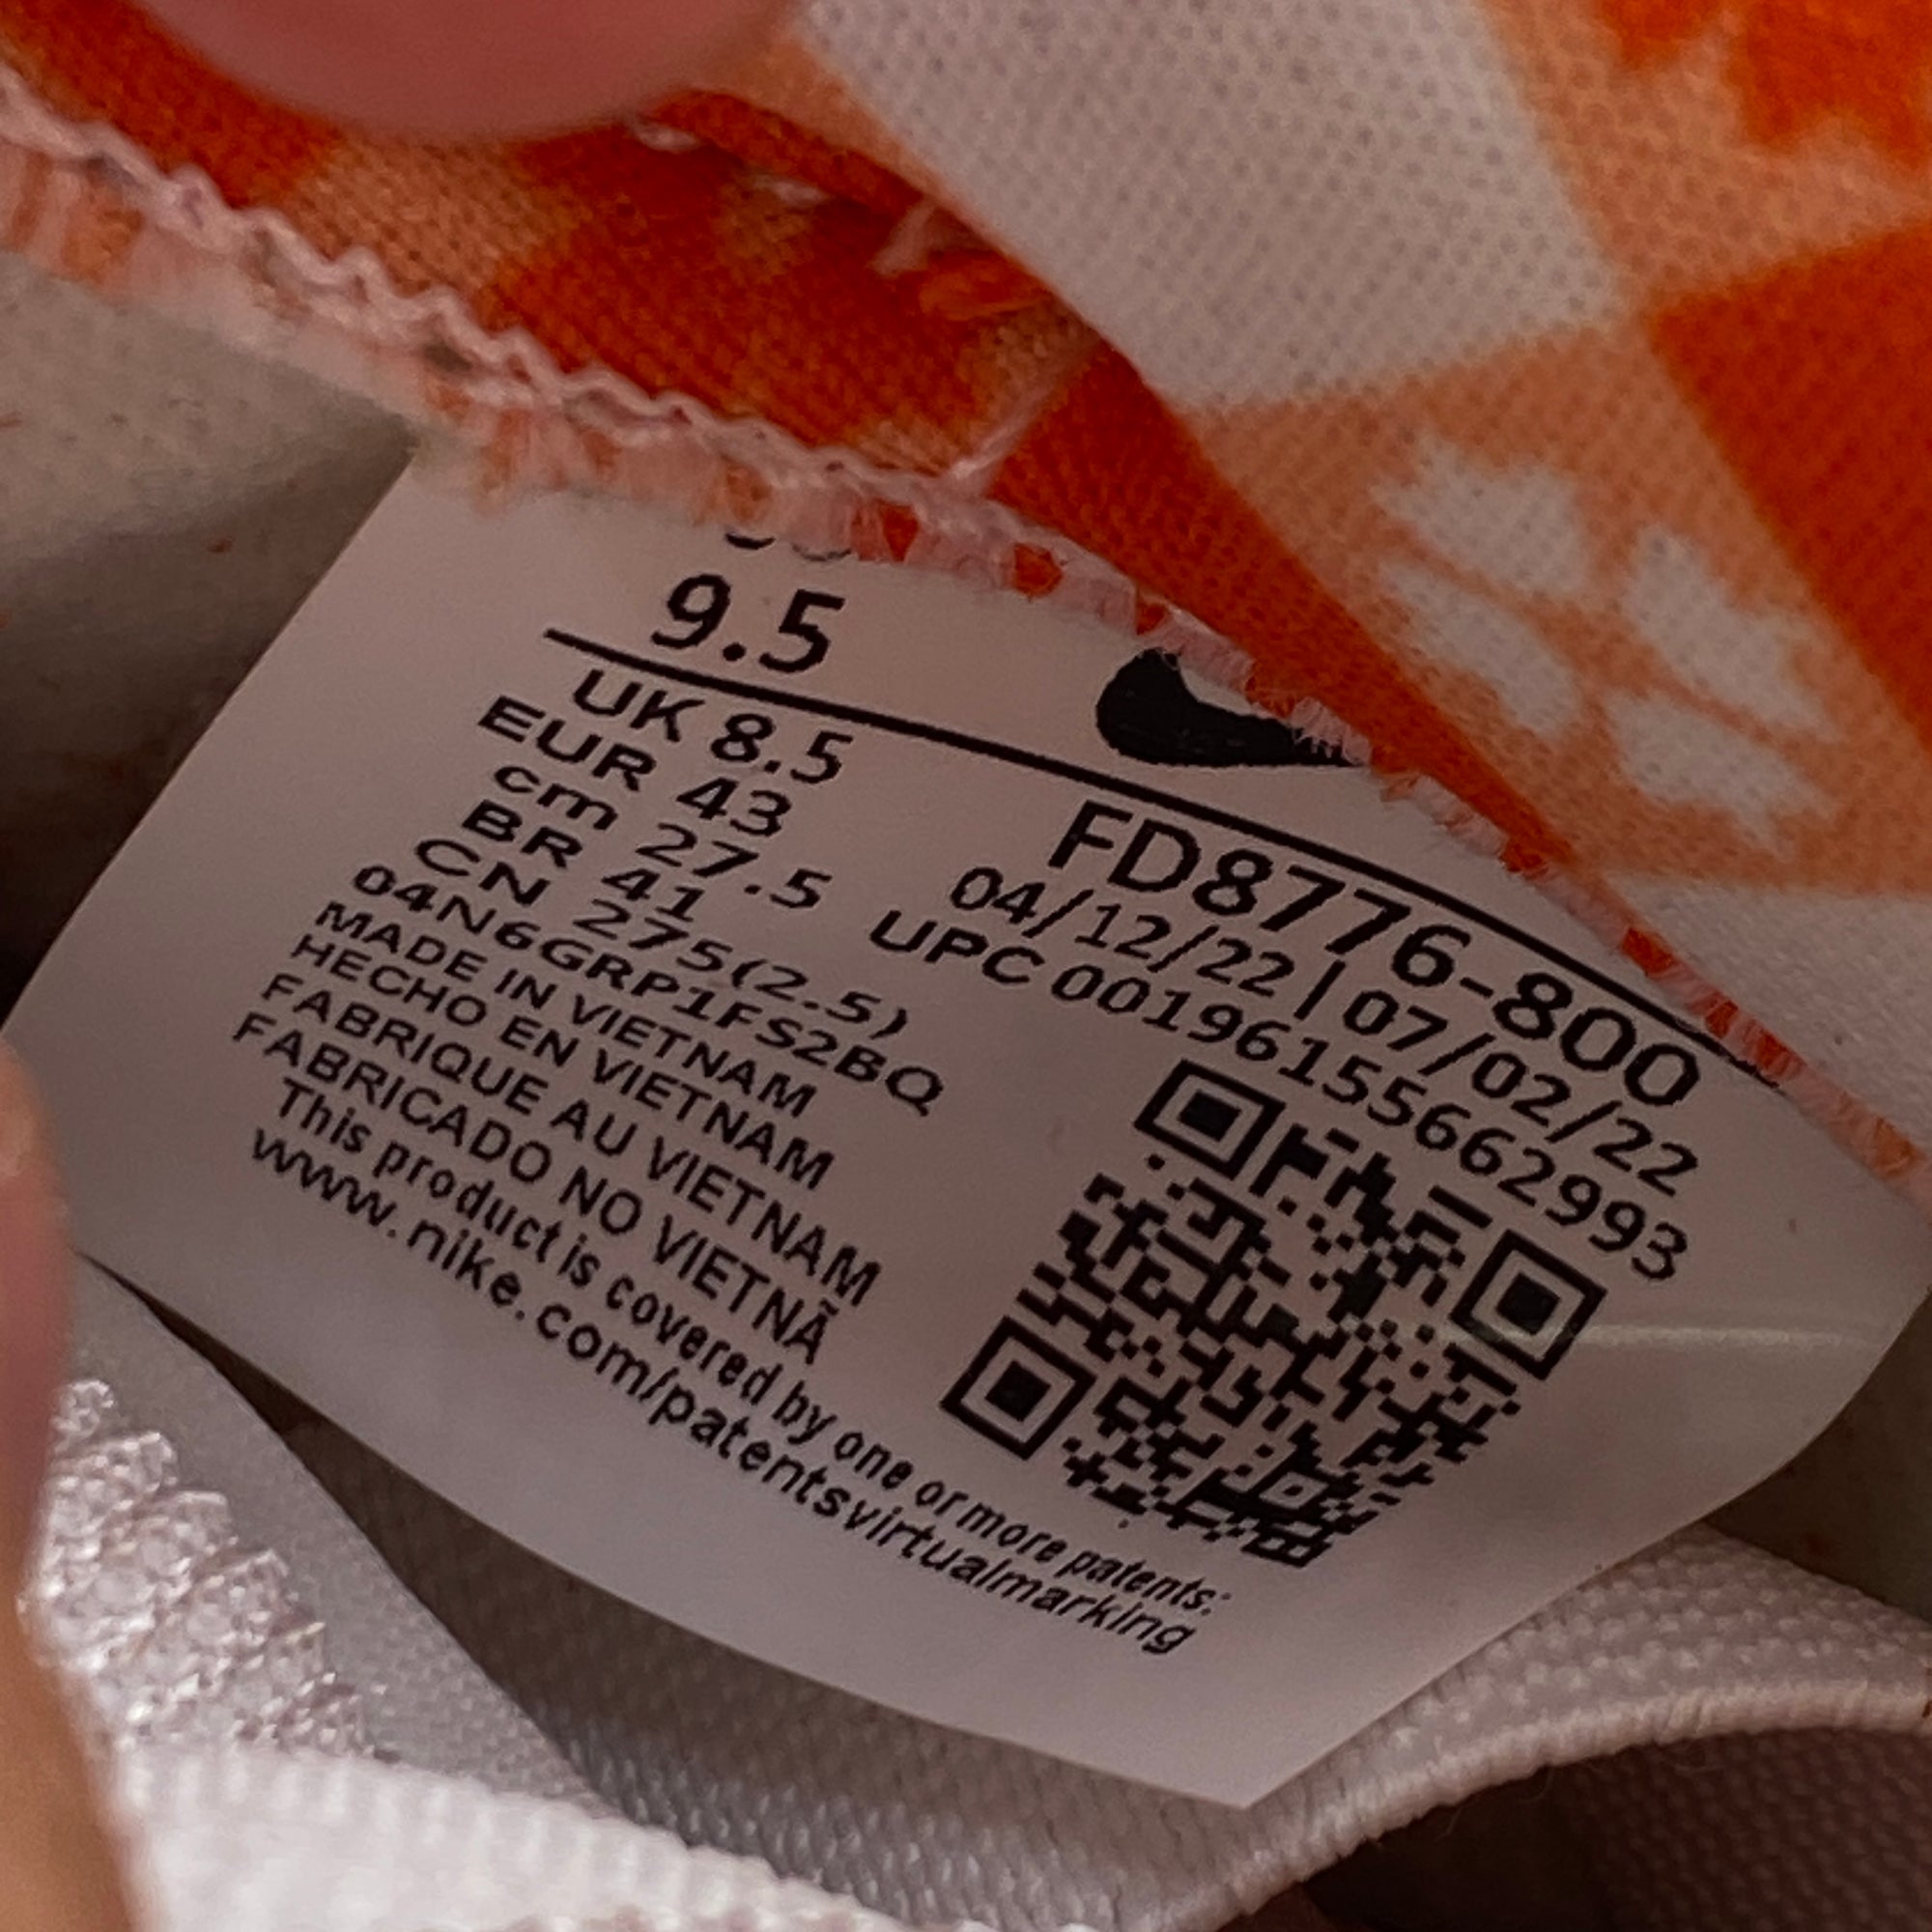 9.5
UK 8.5
EUR 43
cm 27.5
BR 41
CN 275(2.5)
04N6GRP1FS2BQ
MADE IN VIETNAM
HECHO EN VIETNAM
FABRIQUE AU VIETNAM
FABRICADO NO VIETNÃ
This product is covered by one or more patents:
www.nike.com/patentsvirtualmarking
FD8776-800
04/12/22 | 07/02/22
UPC 00196155662993